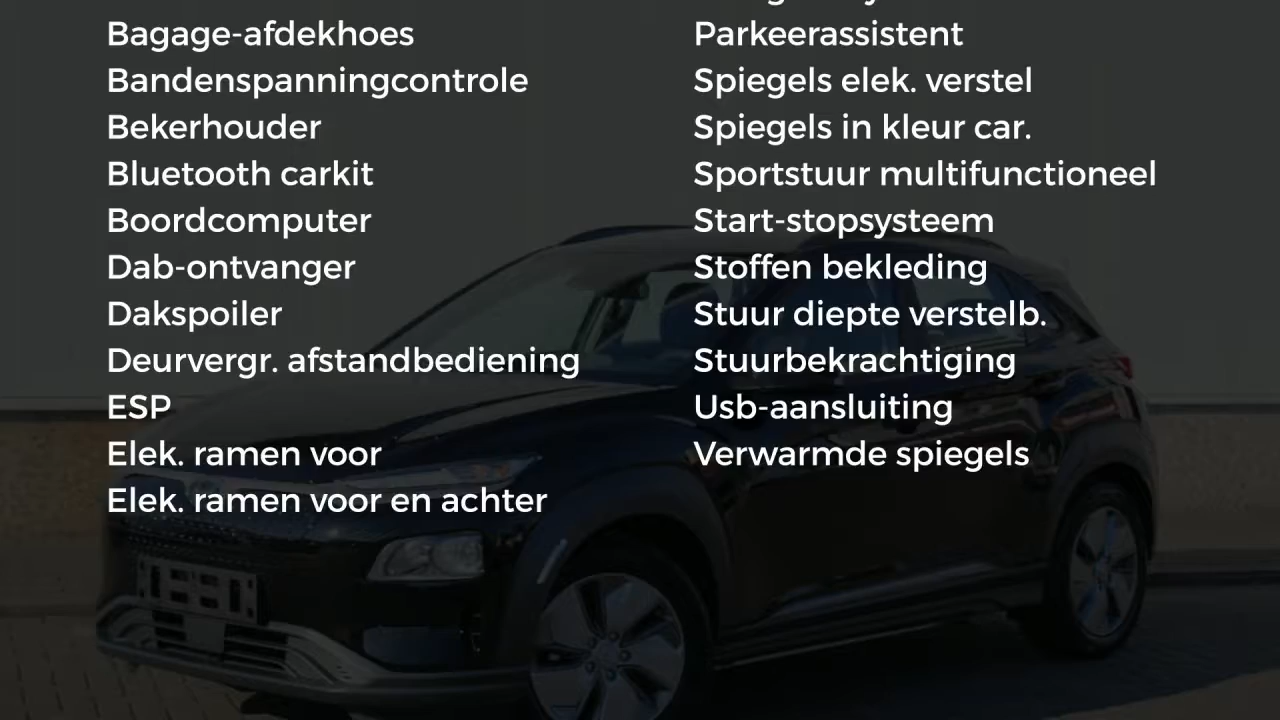 Bagage-afdekhoes
Bandenspanningcontrole
Bekerhouder
Bluetooth carkit
Boordcomputer
Dab-ontvanger
Dakspoiler
Deurvergr. afstandbediening
ESP
Elek. ramen voor
Elek. ramen voor en achter
Parkeerassistent
Spiegels elek. verstel
Spiegels in kleur car.
Sportstuur multifunctioneel
Start-stopsysteem
Stoffen bekleding
Stuur diepte verstelb.
Stuurbekrachtiging
Usb-aansluiting
Verwarmde spiegels